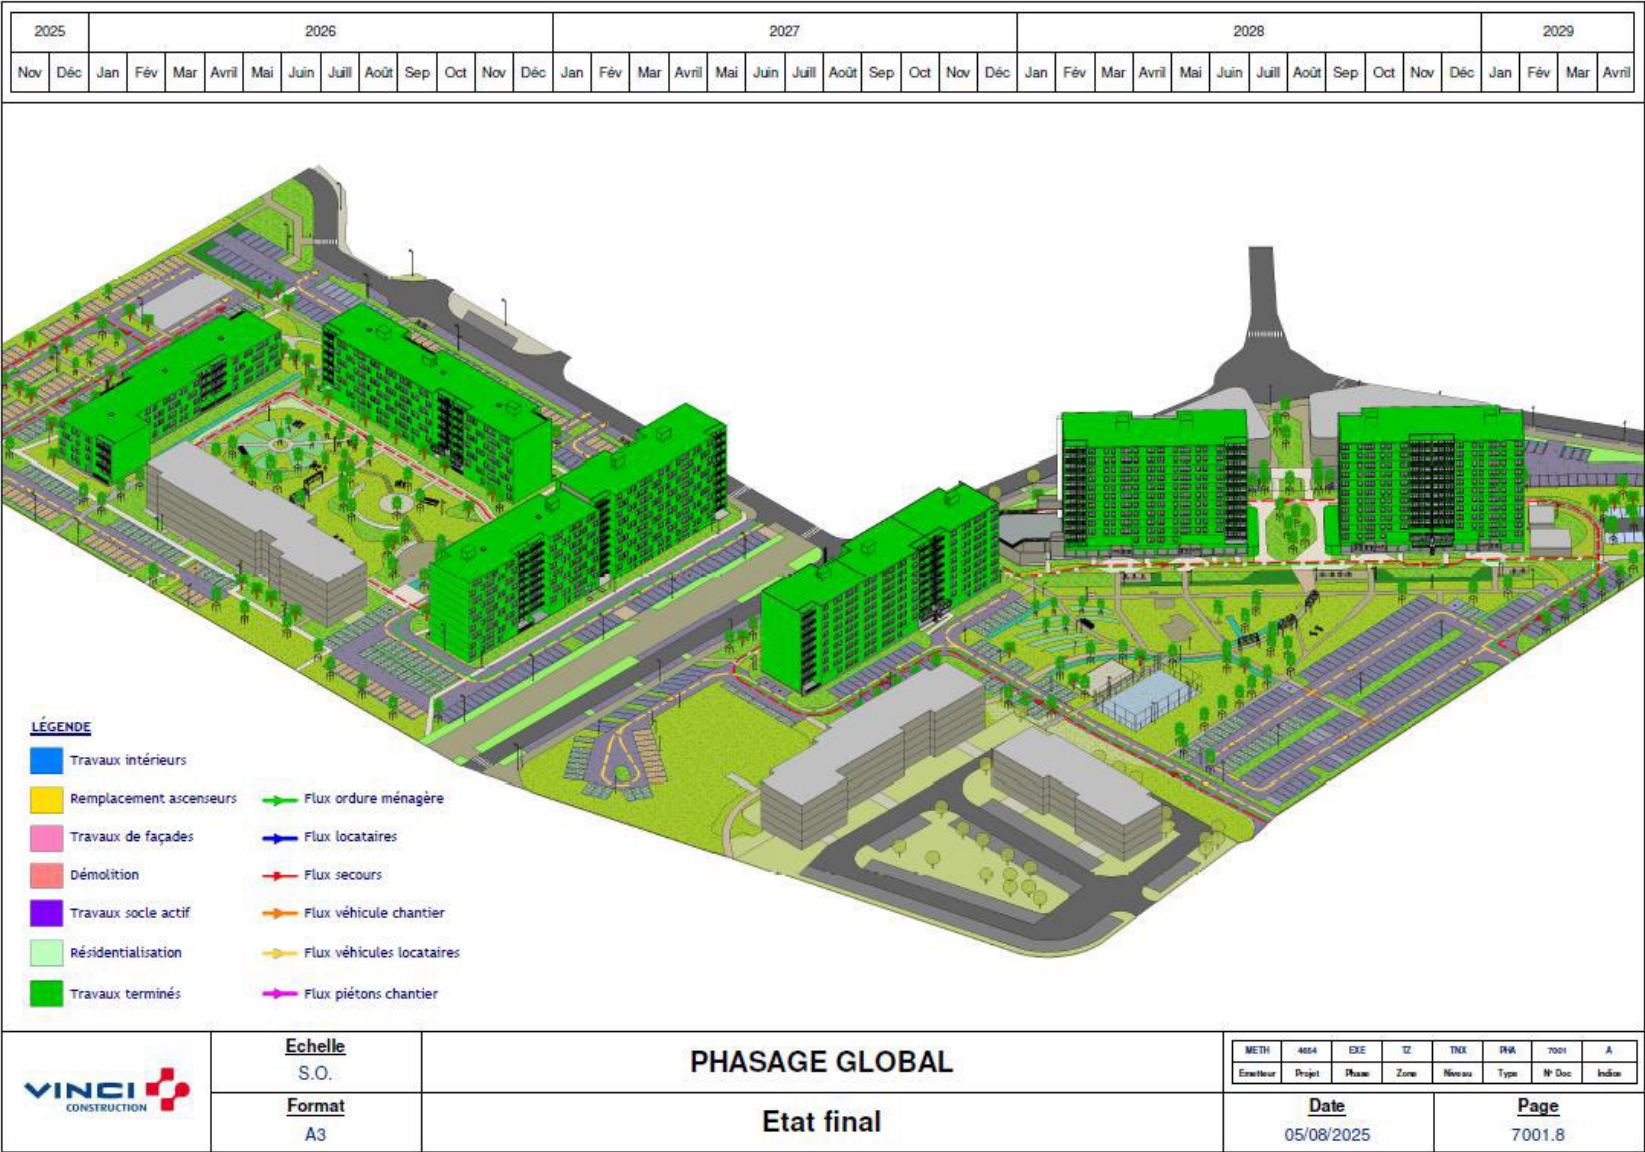 2025 2026 2027 2028 2029
Nov Déc Jan Fév Mar Avril Mai Juin Juill Août Sep Oct Nov Déc Jan Fév Mar Avril Mai Juin Juill Août Sep Oct Nov Déc Jan Fév Mar Avril Mai Juin Juill Août Sep Oct Nov Déc Jan Fév Mar Avril
LÉGENDE
Travaux intérieurs
Remplacement ascenseurs
Travaux de façades
Démolition
Travaux socle actif
Résidentialisation
Travaux terminés
Flux ordure ménagère
Flux locataires
Flux secours
Flux véhicule chantier
Flux véhicules locataires
Flux piétons chantier
VINCI
CONSTRUCTION
Echelle
S.O.
Format
A3
PHASAGE GLOBAL
Etat final
METH 4654 EXE TZ TNX PHA 7001 A
Emetteur Projet Phase Zone Niveau Type N° Doc Indice
Date
05/08/2025
Page
7001.8